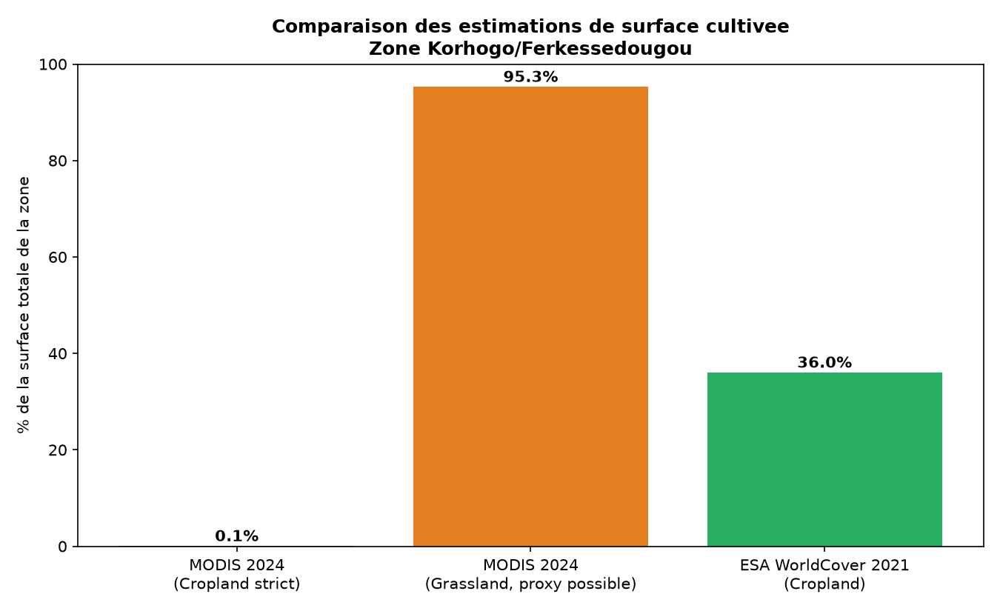 Comparaison des estimations de surface cultivee
Zone Korhogo/Ferkessedougou
% de la surface totale de la zone
100
80
60
40
20
0
0.1%
95.3%
36.0%
MODIS 2024
(Cropland strict)
MODIS 2024
(Grassland, proxy possible)
ESA WorldCover 2021
(Cropland)